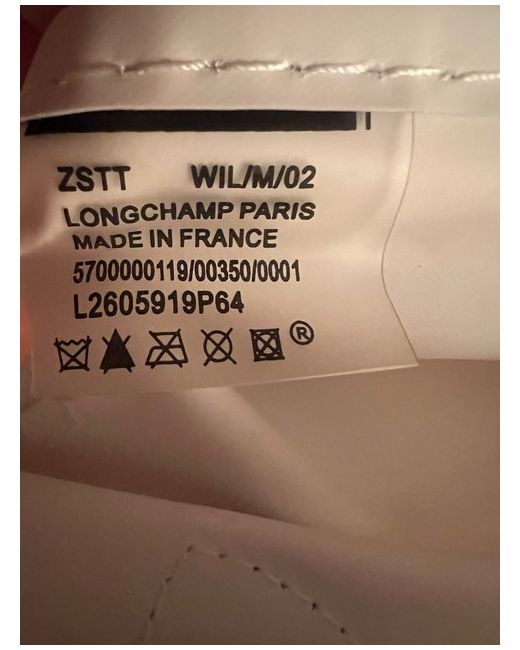 ZSTT WIL/M/02
LONGCHAMP PARIS
MADE IN FRANCE
5700000119/00350/0001
L2605919P64
®